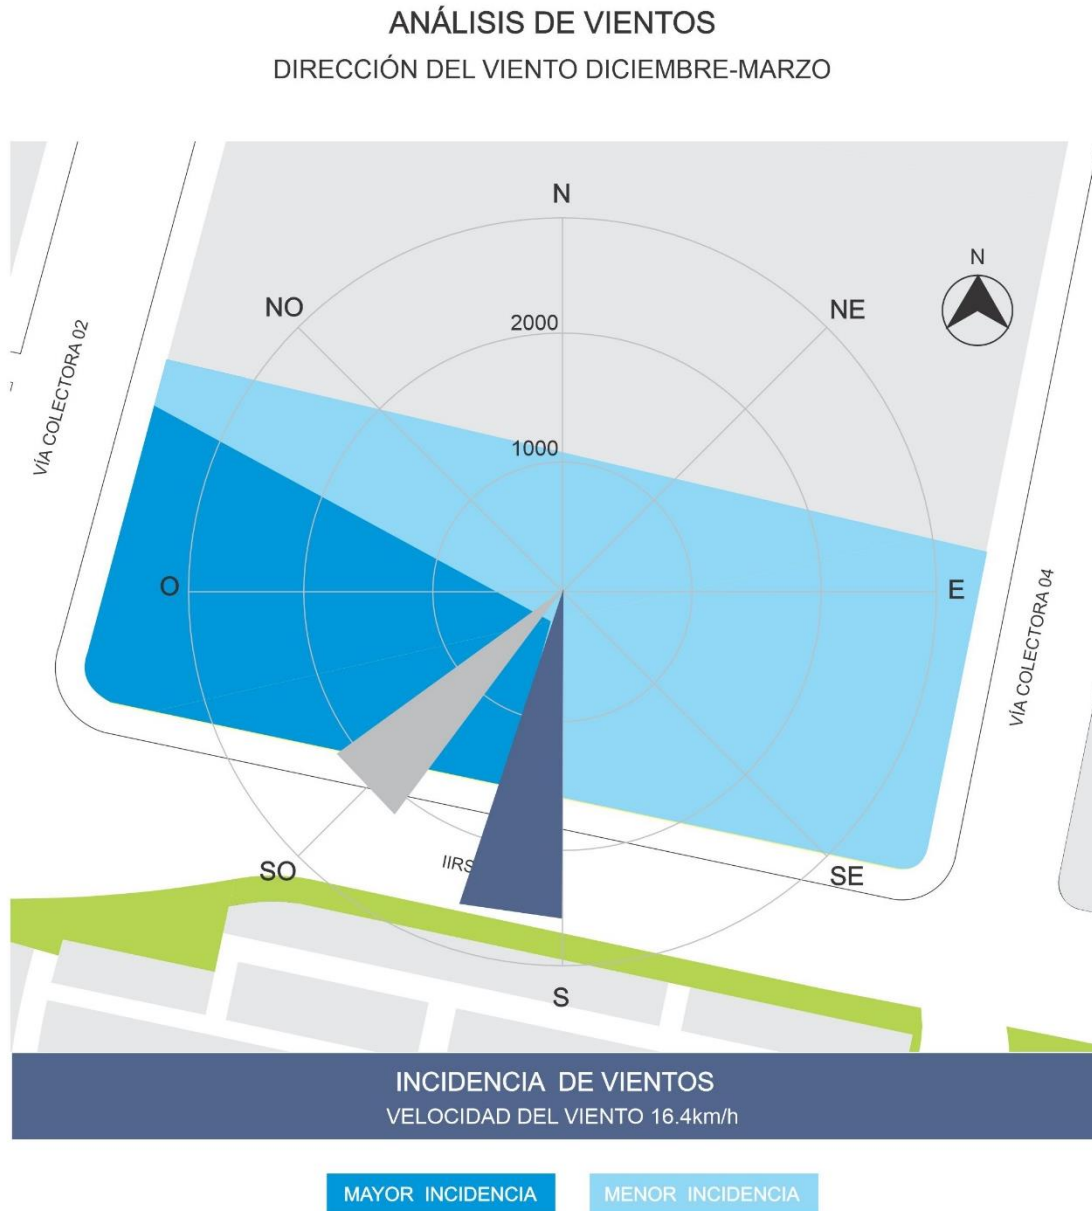 ANÁLISIS DE VIENTOS
DIRECCIÓN DEL VIENTO DICIEMBRE-MARZO
N
N
NO
NE
2000
VÍA COLECTORA 02
1000
O
E
VÍA COLECTORA 04
IIRS
SO
SE
S
INCIDENCIA DE VIENTOS
VELOCIDAD DEL VIENTO 16.4km/h
MAYOR INCIDENCIA
MENOR INCIDENCIA